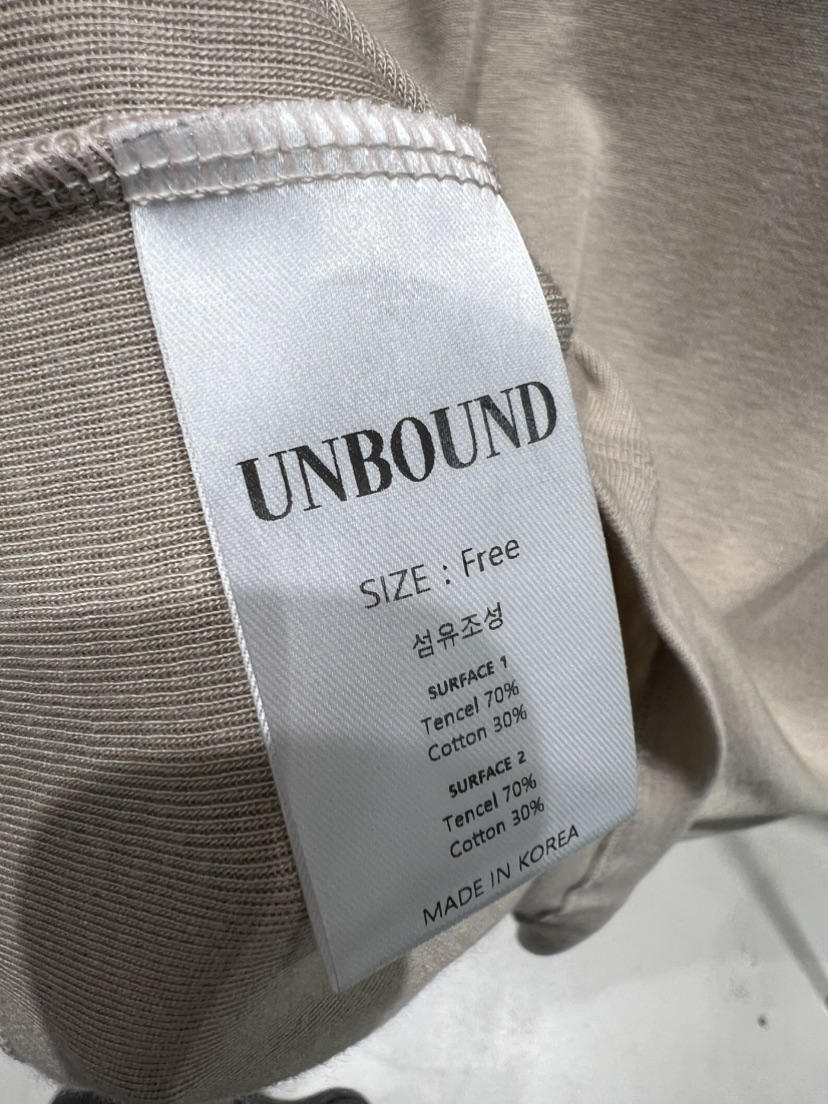 UNBOUND
SIZE : Free
섬유조성
SURFACE 1
Tencel 70%
Cotton 30%
SURFACE 2
Tencel 70%
Cotton 30%
MADE IN KOREA